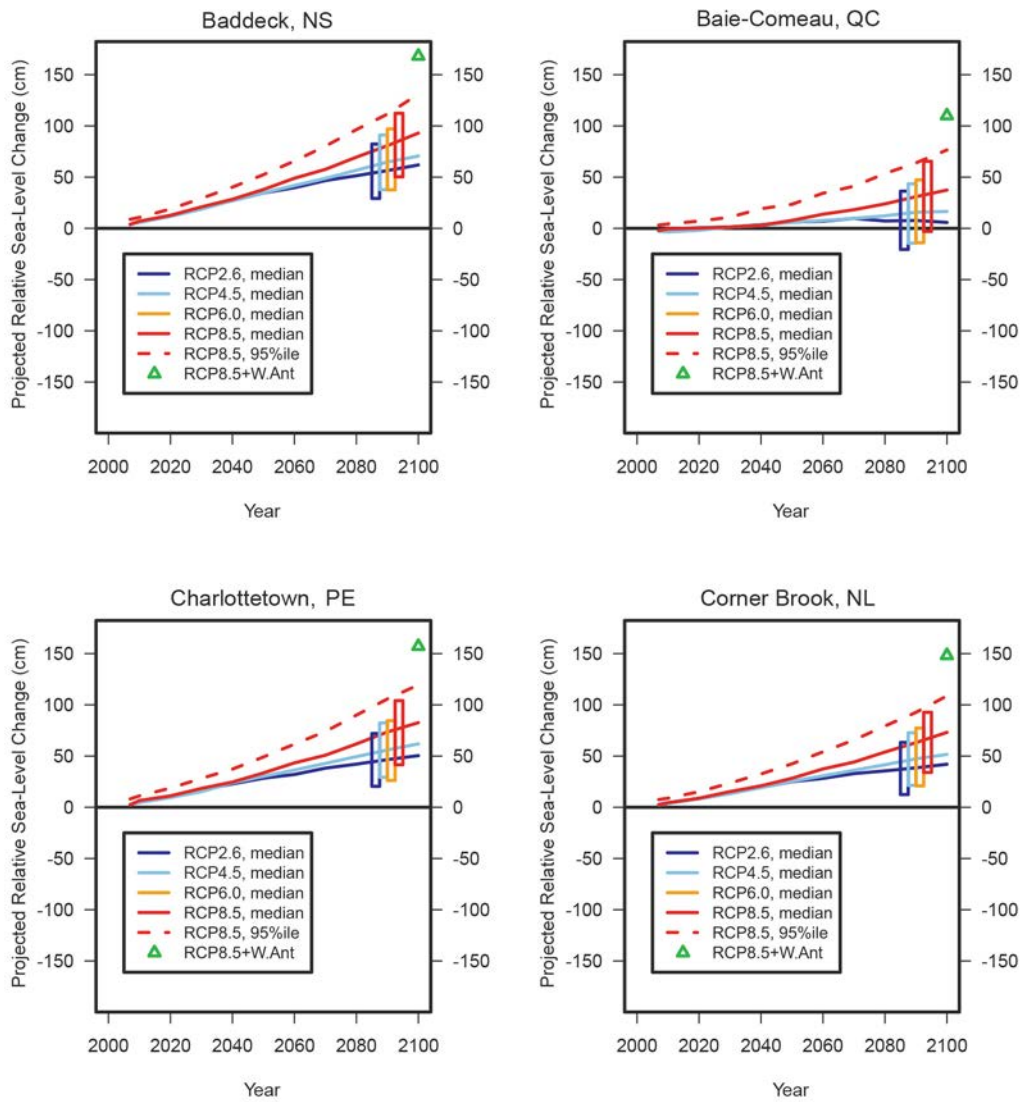 Baddeck, NS
Projected Relative Sea-Level Change (cm)
150
100
50
0
-50
-100
-150
150
100
50
0
-50
-100
-150
RCP2.6, median
RCP4.5, median
RCP6.0, median
RCP8.5, median
RCP8.5, 95%ile
RCP8.5+W.Ant
2000 2020 2040 2060 2080 2100
Year
Baie-Comeau, QC
Projected Relative Sea-Level Change (cm)
150
100
50
0
-50
-100
-150
150
100
50
0
-50
-100
-150
RCP2.6, median
RCP4.5, median
RCP6.0, median
RCP8.5, median
RCP8.5, 95%ile
RCP8.5+W.Ant
2000 2020 2040 2060 2080 2100
Year
Charlottetown, PE
Projected Relative Sea-Level Change (cm)
150
100
50
0
-50
-100
-150
150
100
50
0
-50
-100
-150
RCP2.6, median
RCP4.5, median
RCP6.0, median
RCP8.5, median
RCP8.5, 95%ile
RCP8.5+W.Ant
2000 2020 2040 2060 2080 2100
Year
Corner Brook, NL
Projected Relative Sea-Level Change (cm)
150
100
50
0
-50
-100
-150
150
100
50
0
-50
-100
-150
RCP2.6, median
RCP4.5, median
RCP6.0, median
RCP8.5, median
RCP8.5, 95%ile
RCP8.5+W.Ant
2000 2020 2040 2060 2080 2100
Year